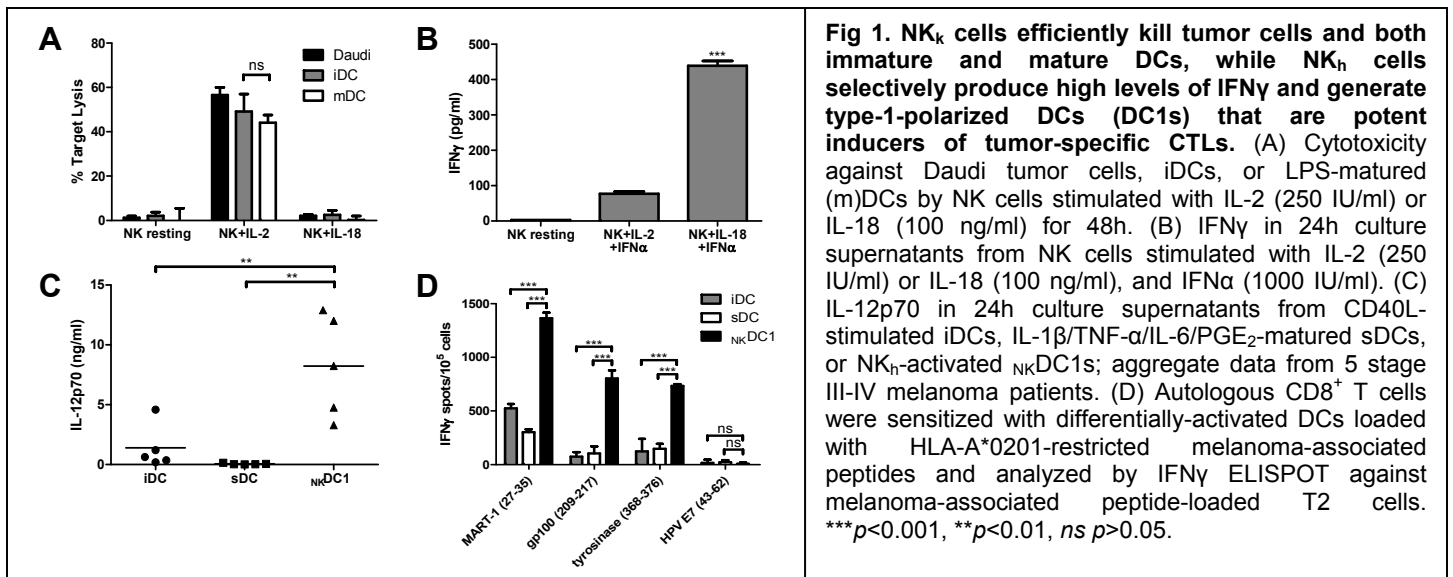 A
% Target Lysis
80
60
40
20
0
Daudi
iDC
mDC
ns
NK resting
NK+IL-2
NK+IL-18
B
IFNγ (pg/ml)
500
400
300
200
100
0
***
NK resting
NK+IL-2
+IFNα
NK+IL-18
+IFNα
C
IL-12p70 (ng/ml)
15
10
5
0
**
**
iDC
sDC
NKDC1
D
IFNγ spots/10⁵ cells
1500
1000
500
0
iDC
sDC
NKDC1
***
***
***
***
***
***
ns
ns
MART-1 (27-35)
gp100 (209-217)
tyrosinase (368-376)
HPV E7 (43-62)
Fig 1. NKk cells efficiently kill tumor cells and both
immature and mature DCs, while NKh cells
selectively produce high levels of IFNγ and generate
type-1-polarized DCs (DC1s) that are potent
inducers of tumor-specific CTLs. (A) Cytotoxicity
against Daudi tumor cells, iDCs, or LPS-matured
(m)DCs by NK cells stimulated with IL-2 (250 IU/ml) or
IL-18 (100 ng/ml) for 48h. (B) IFNγ in 24h culture
supernatants from NK cells stimulated with IL-2 (250
IU/ml) or IL-18 (100 ng/ml), and IFNα (1000 IU/ml). (C)
IL-12p70 in 24h culture supernatants from CD40L-
stimulated iDCs, IL-1β/TNF-α/IL-6/PGE₂-matured sDCs,
or NKh-activated NKDC1s; aggregate data from 5 stage
III-IV melanoma patients. (D) Autologous CD8⁺ T cells
were sensitized with differentially-activated DCs loaded
with HLA-A*0201-restricted melanoma-associated
peptides and analyzed by IFNγ ELISPOT against
melanoma-associated peptide-loaded T2 cells.
***p<0.001, **p<0.01, ns p>0.05.